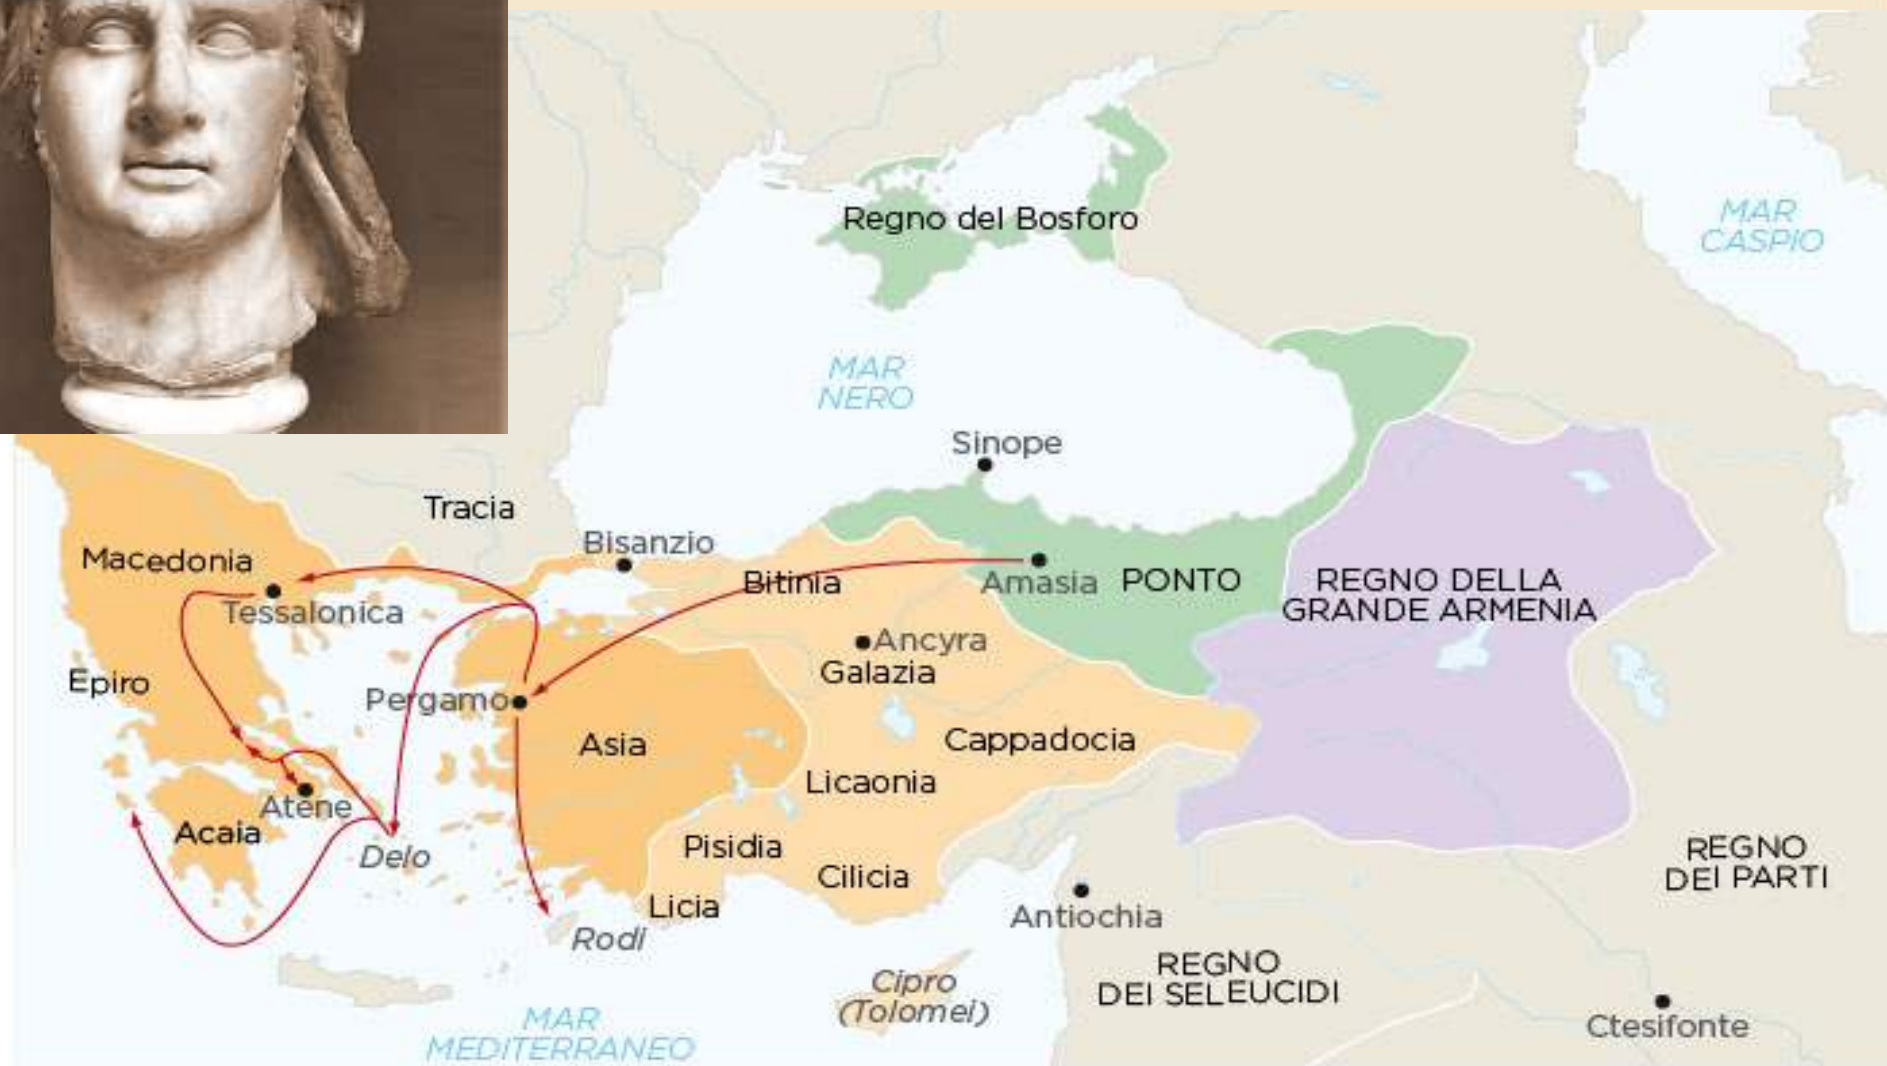 Regno del Bosforo
MAR
CASPIO
MAR
NERO
Sinope
Tracia
Bisanzio
Macedonia
Tessalonica
Bitinia
Amasia
PONTO
REGNO DELLA
GRANDE ARMENIA
Ancyra
Galazia
Epiro
Pergamo
Asia
Cappadocia
Licaonia
Atene
Acaia
Delo
Pisidia
Cilicia
Licia
Rodi
REGNO
DEI PARTI
Antiochia
REGNO
DEI SELEUCIDI
Cipro
(Tolomei)
MAR
MEDITERRANEO
Ctesifonte